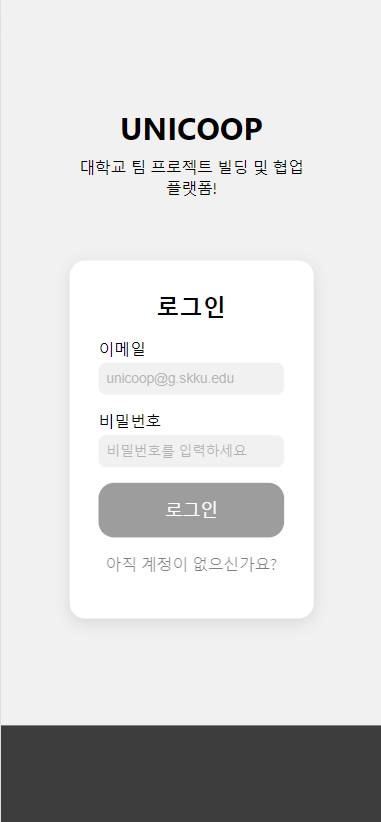 UNICOOP
대학교 팀 프로젝트 빌딩 및 협업
플랫폼!
로그인
이메일
unicoop@g.skku.edu
비밀번호
비밀번호를 입력하세요
로그인
아직 계정이 없으신가요?